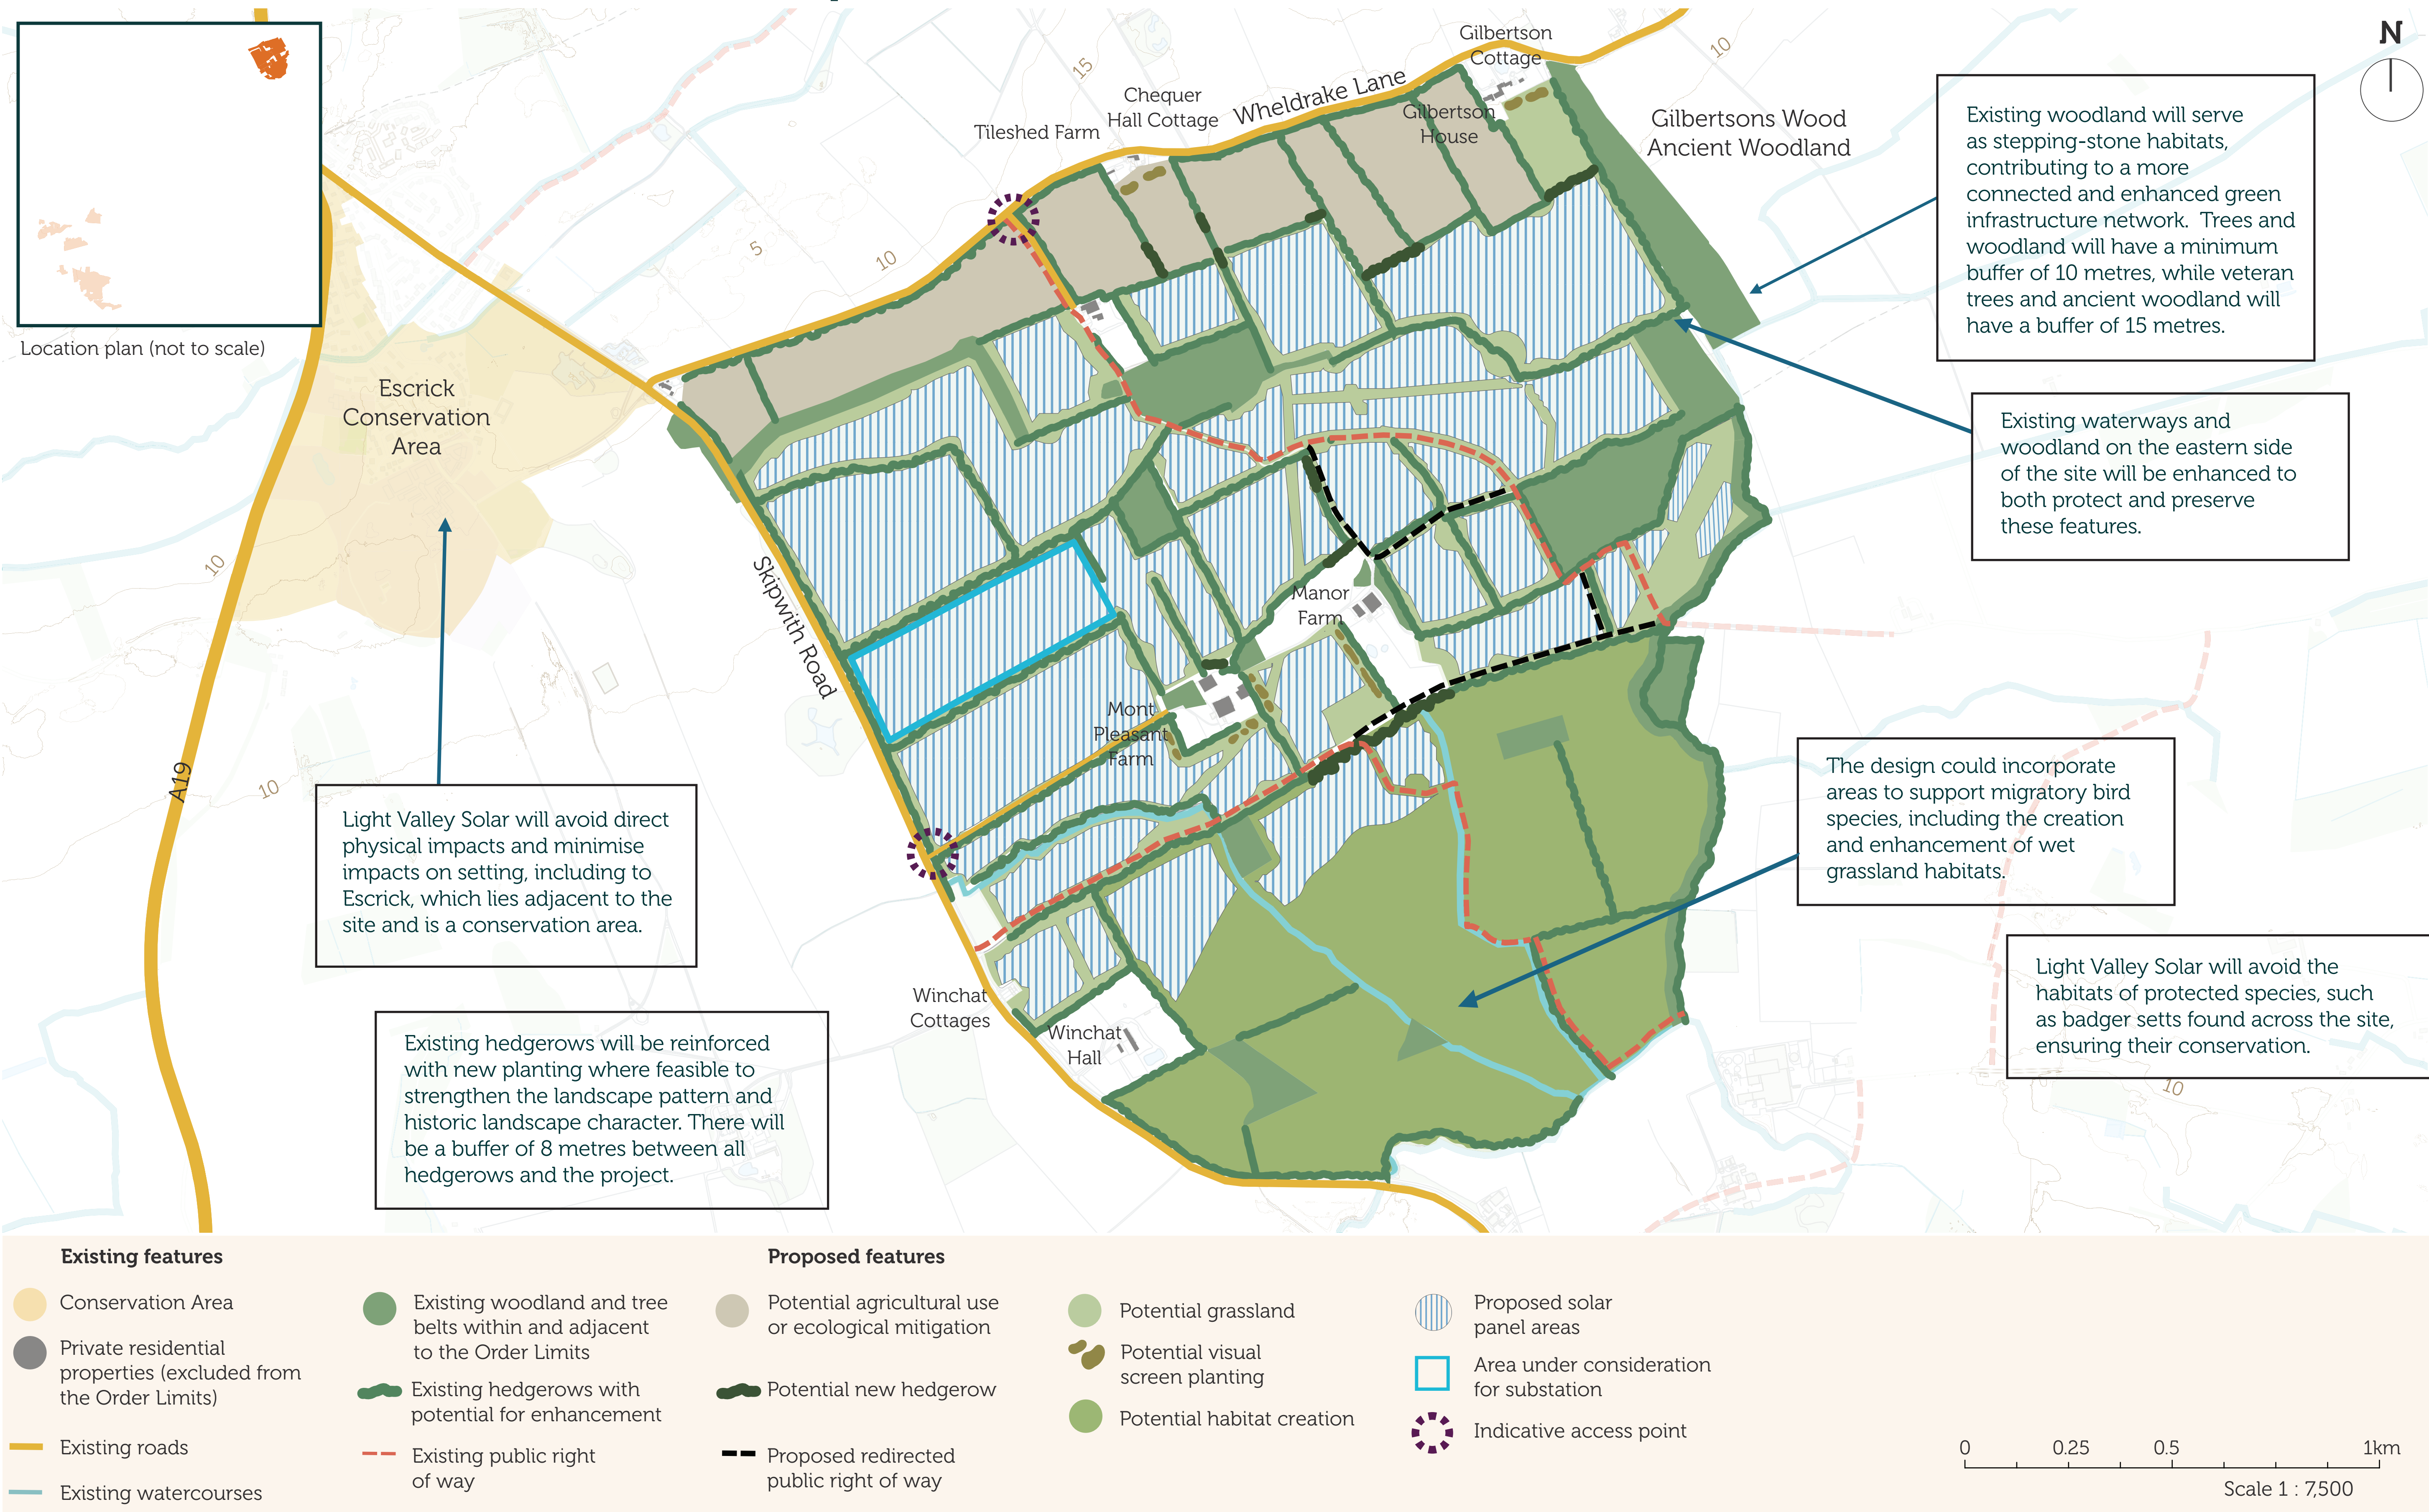 N
Location plan (not to scale)
Gilbertson
Cottage
10
15
Chequer
Hall Cottage
Wheldrake Lane
Tileshed Farm
Gilbertson
House
Gilbertsons Wood
Ancient Woodland
5
10
Escrick
Conservation
Area
10
Skipwith Road
A19
10
Manor
Farm
Mont
Pleasant
Farm
Winchat
Cottages
Winchat
Hall
10
Existing woodland will serve
as stepping-stone habitats,
contributing to a more
connected and enhanced green
infrastructure network. Trees and
woodland will have a minimum
buffer of 10 metres, while veteran
trees and ancient woodland will
have a buffer of 15 metres.
Existing waterways and
woodland on the eastern side
of the site will be enhanced to
both protect and preserve
these features.
The design could incorporate
areas to support migratory bird
species, including the creation
and enhancement of wet
grassland habitats.
Light Valley Solar will avoid the
habitats of protected species, such
as badger setts found across the site,
ensuring their conservation.
Light Valley Solar will avoid direct
physical impacts and minimise
impacts on setting, including to
Escrick, which lies adjacent to the
site and is a conservation area.
Existing hedgerows will be reinforced
with new planting where feasible to
strengthen the landscape pattern and
historic landscape character. There will
be a buffer of 8 metres between all
hedgerows and the project.
Existing features
Conservation Area
Private residential
properties (excluded from
the Order Limits)
Existing roads
Existing watercourses
Existing woodland and tree
belts within and adjacent
to the Order Limits
Existing hedgerows with
potential for enhancement
Existing public right
of way
Proposed features
Potential agricultural use
or ecological mitigation
Potential new hedgerow
Proposed redirected
public right of way
Potential grassland
Potential visual
screen planting
Potential habitat creation
Proposed solar
panel areas
Area under consideration
for substation
Indicative access point
0 0.25 0.5 1km
Scale 1 : 7,500